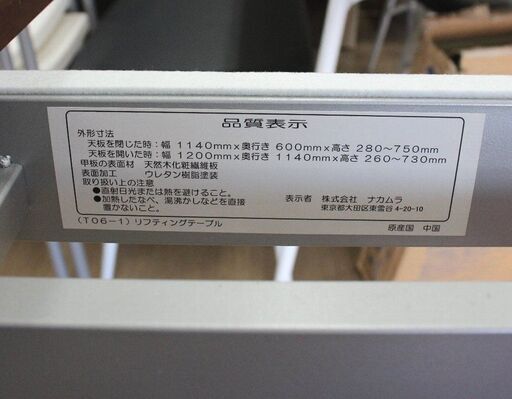 品質表示
外形寸法
天板を閉じた時：幅 1140mm×奥行き 600mm×高さ 280〜750mm
天板を開いた時：幅 1200mm×奥行き 1140mm×高さ 260〜730mm
甲板の表面材 天然木化粧繊維板
表面加工 ウレタン樹脂塗装
取り扱い上の注意
●直射日光または熱を避けること。
●加熱したなべ、湯沸かしなどを直接
置かないこと。
表示者 株式会社 ナカムラ
東京都大田区東雪谷4-20-10
(T06-1) リフティングテーブル
原産国 中国